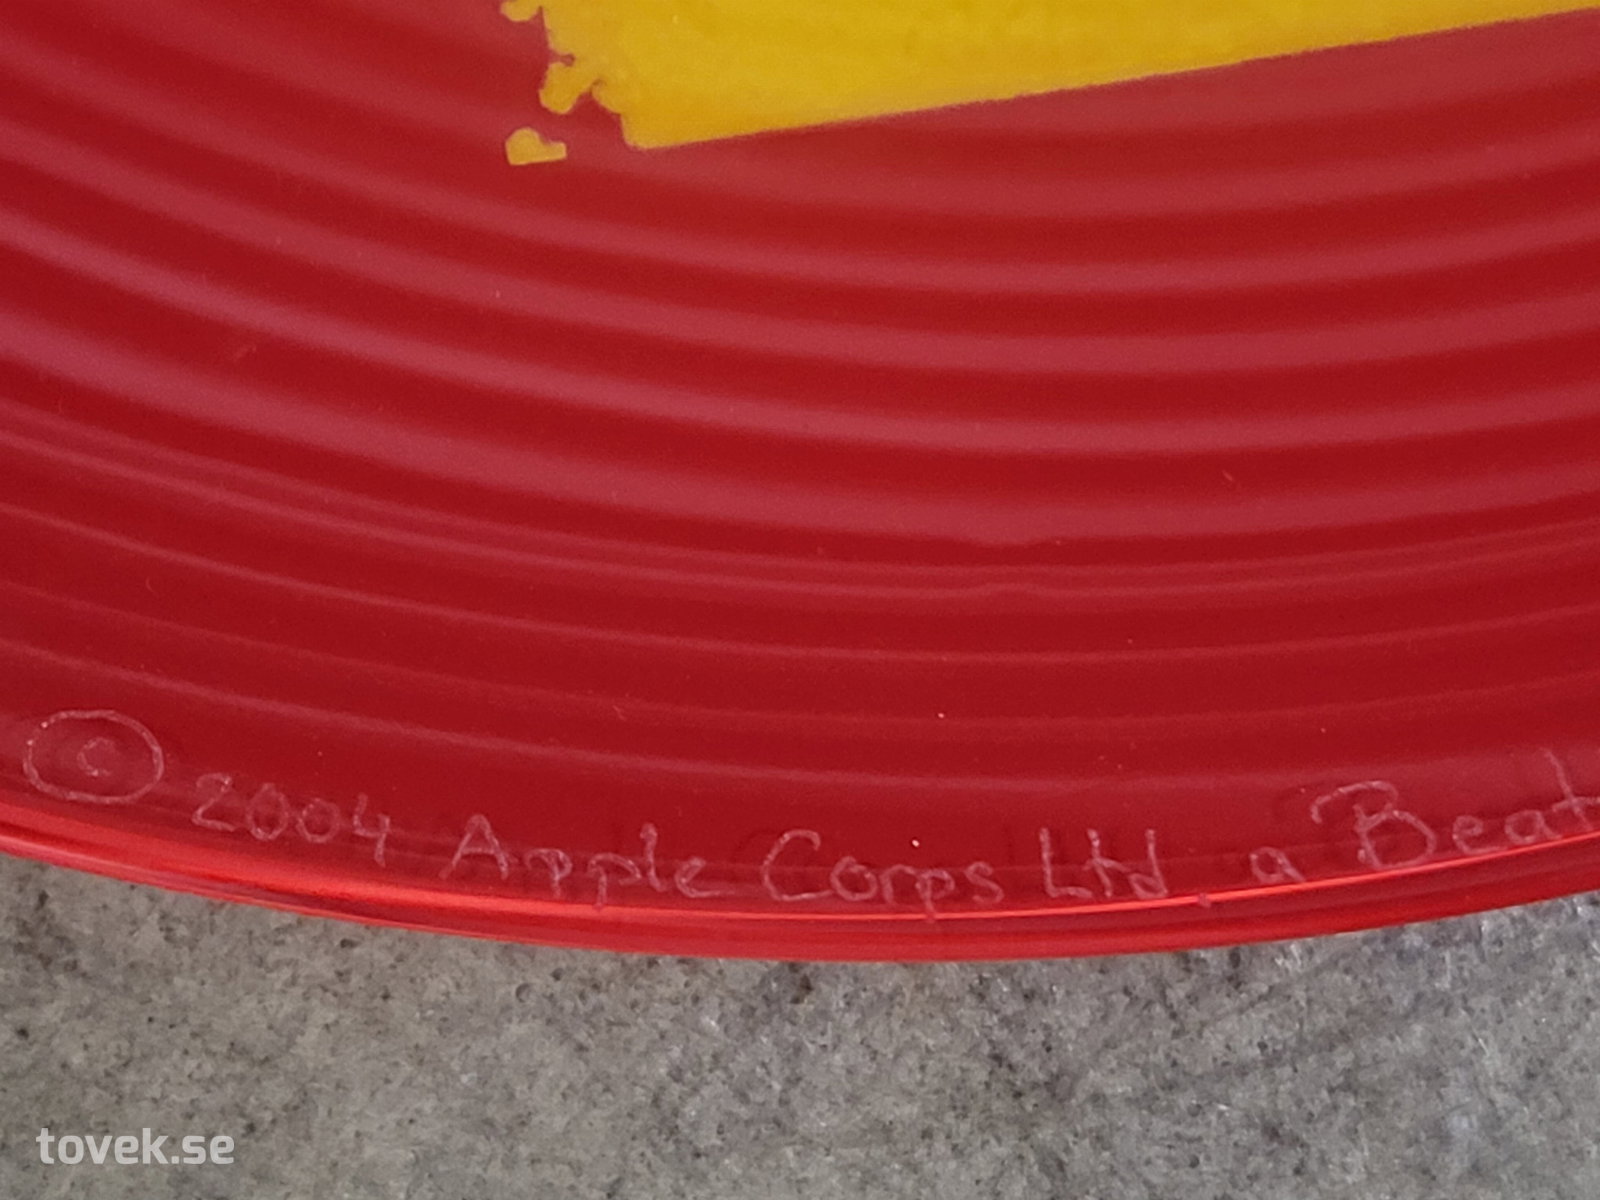 © 2004 Apple Corps Ltd. a Beat
tovek.se